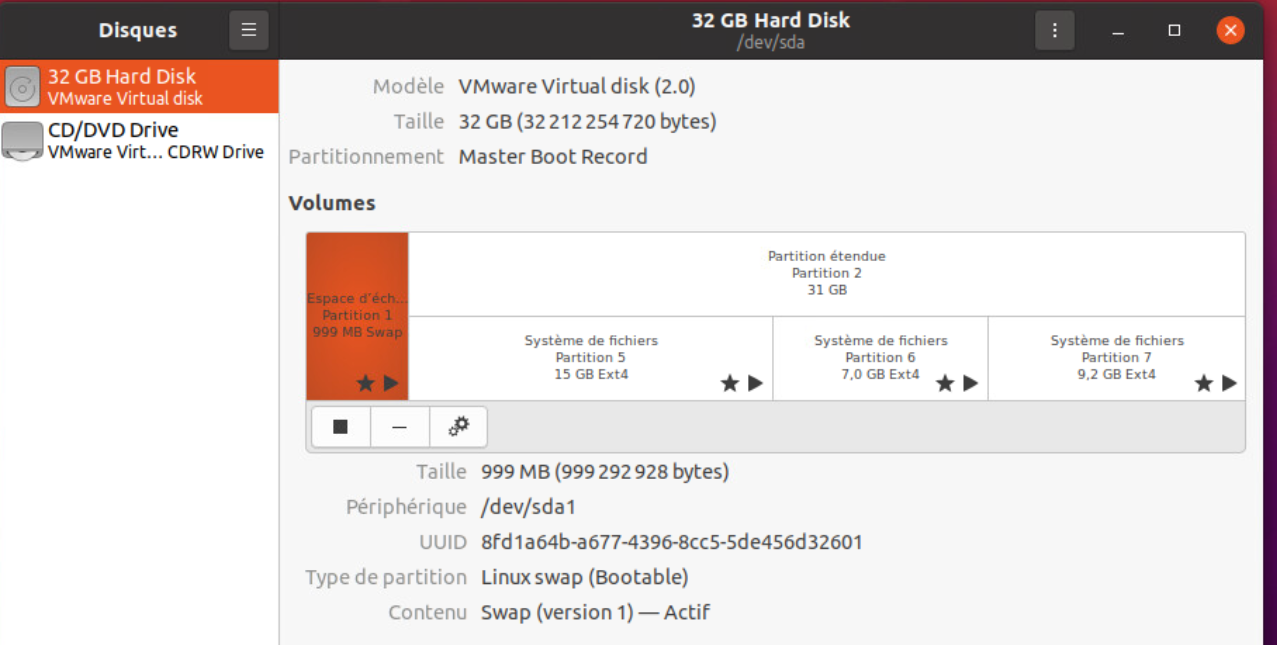 Disques
32 GB Hard Disk
/dev/sda
32 GB Hard Disk
VMware Virtual disk
CD/DVD Drive
VMware Virt… CDRW Drive
Modèle VMware Virtual disk (2.0)
Taille 32 GB (32 212 254 720 bytes)
Partitionnement Master Boot Record
Volumes
Espace d'éch…
Partition 1
999 MB Swap
Partition étendue
Partition 2
31 GB
Système de fichiers
Partition 5
15 GB Ext4
Système de fichiers
Partition 6
7,0 GB Ext4
Système de fichiers
Partition 7
9,2 GB Ext4
Taille 999 MB (999 292 928 bytes)
Périphérique /dev/sda1
UUID 8fd1a64b-a677-4396-8cc5-5de456d32601
Type de partition Linux swap (Bootable)
Contenu Swap (version 1) — Actif